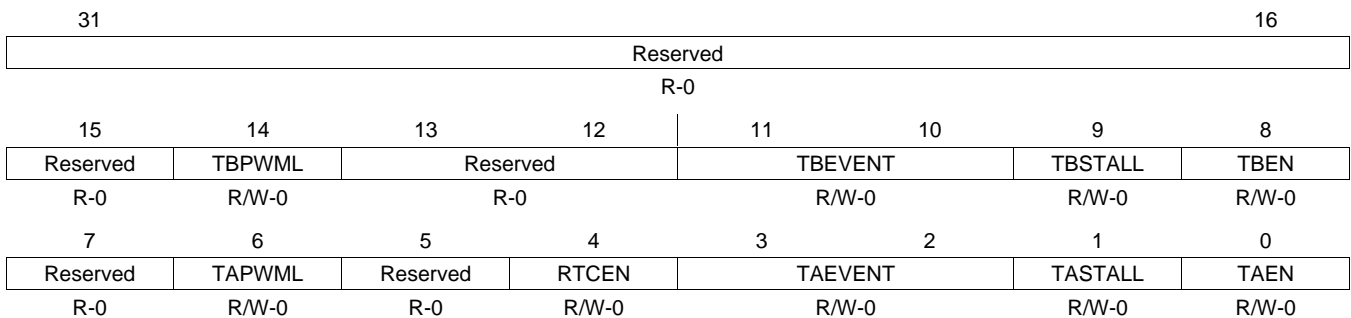 31 16
Reserved
R-0
15 14 13 12 11 10 9 8
Reserved TBPWML Reserved TBEVENT TBSTALL TBEN
R-0 R/W-0 R-0 R/W-0 R/W-0 R/W-0
7 6 5 4 3 2 1 0
Reserved TAPWML Reserved RTCEN TAEVENT TASTALL TAEN
R-0 R/W-0 R-0 R/W-0 R/W-0 R/W-0 R/W-0